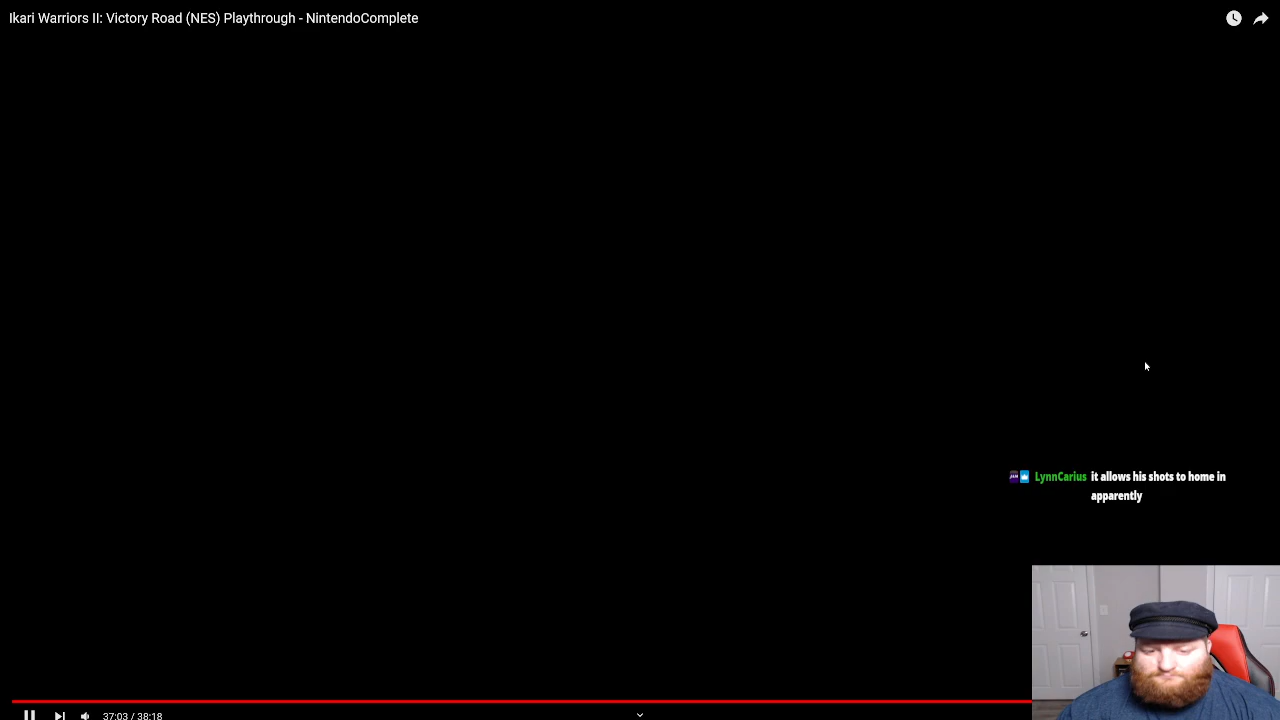 Ikari Warriors II: Victory Road (NES) Playthrough - NintendoComplete
LynnCarius it allows his shots to home in
apparently
37:03 / 38:18